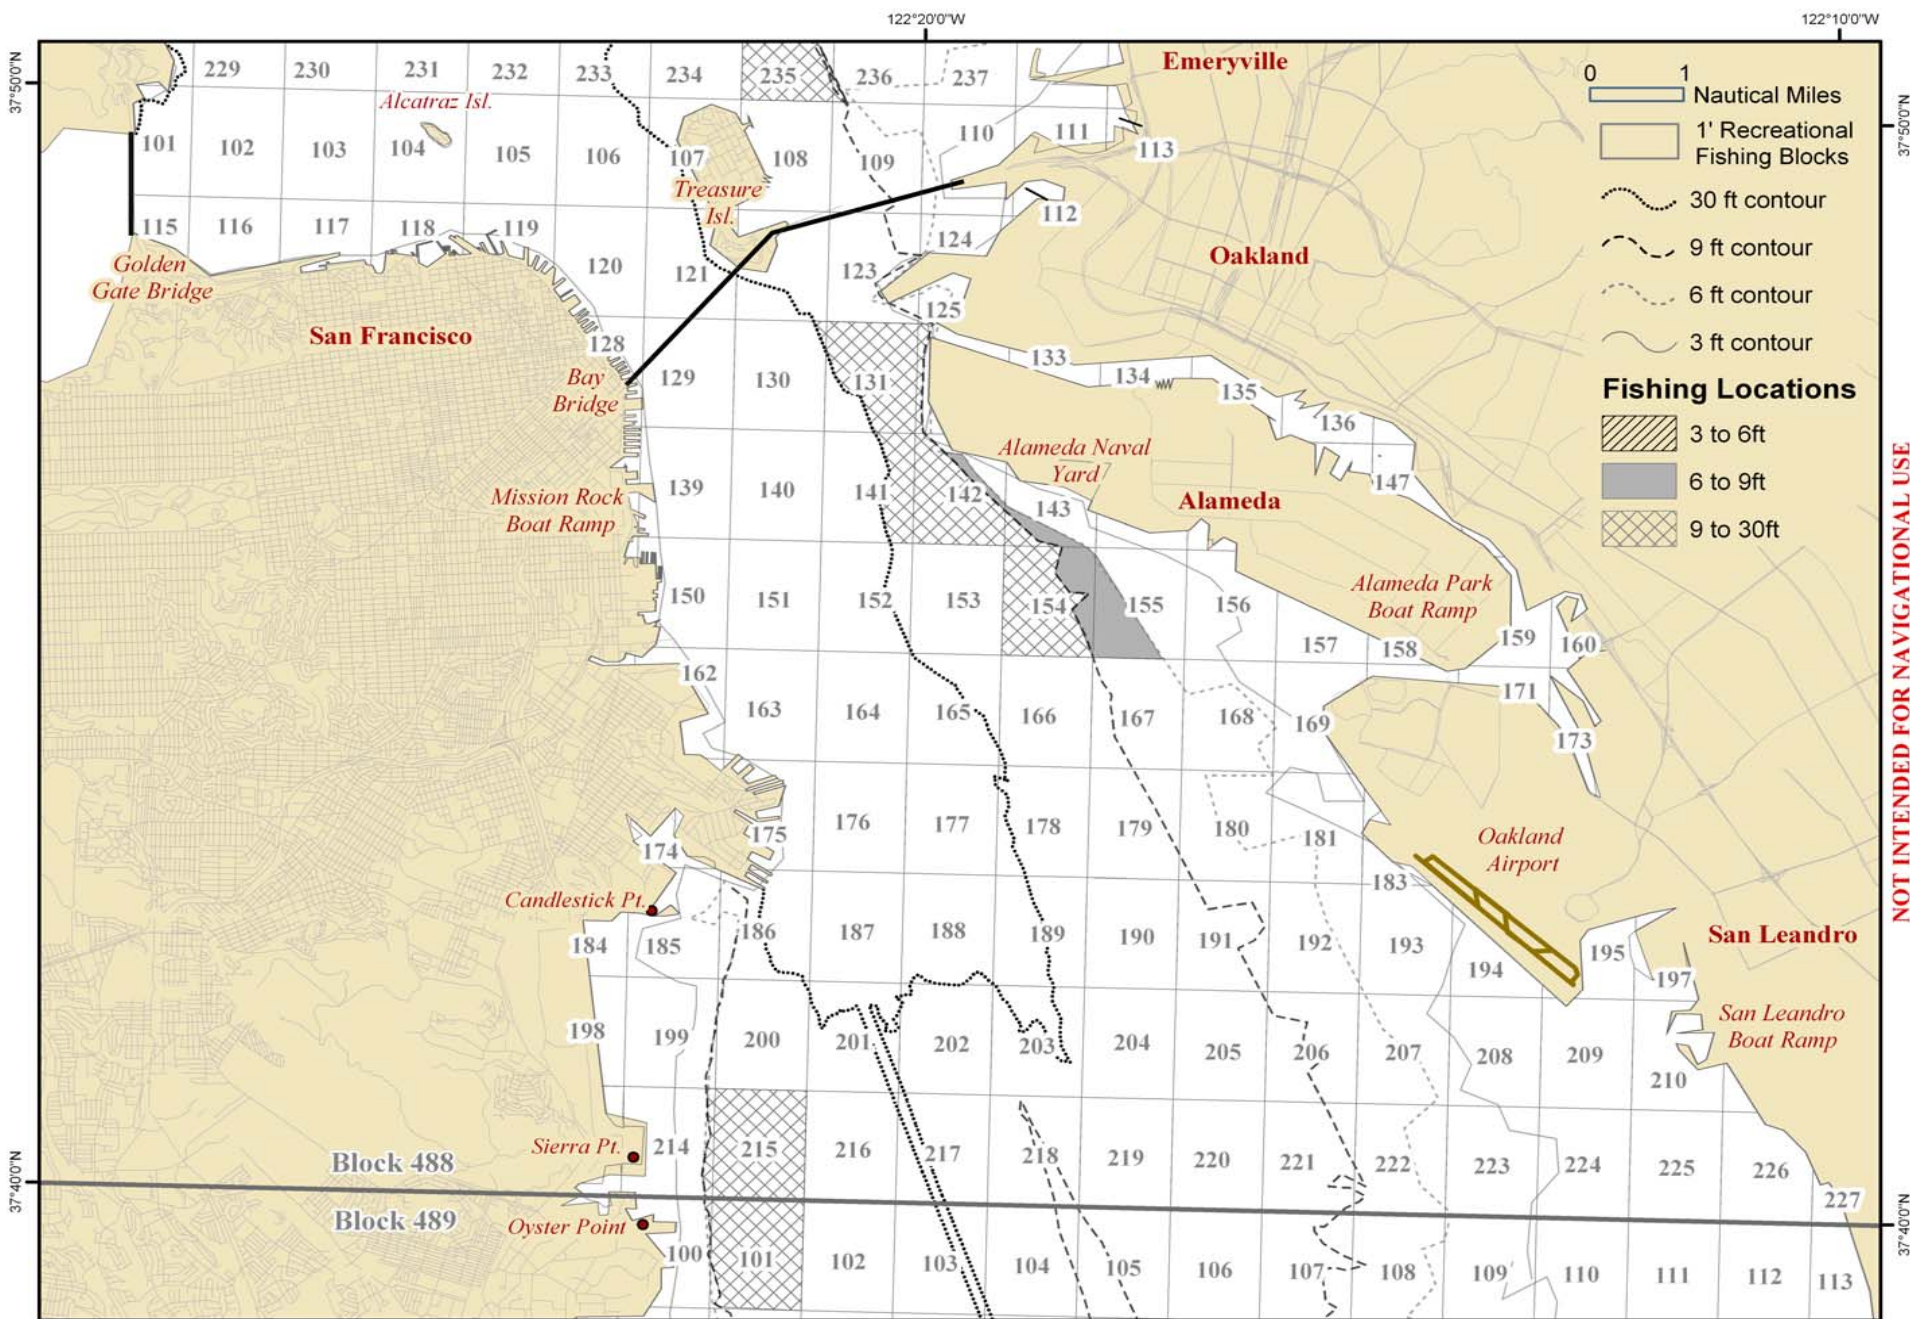 122°20'0"W
122°10'0"W
37°50'0"N
37°50'0"N
229
230
231
232
233
234
235
236
237
Emeryville
0
1
Nautical Miles
1' Recreational
Fishing Blocks
30 ft contour
9 ft contour
6 ft contour
3 ft contour
Fishing Locations
3 to 6ft
6 to 9ft
9 to 30ft
Alcatraz Isl.
101
102
103
104
105
106
107
108
109
110
111
113
Treasure
Isl.
112
115
116
117
118
119
120
121
123
124
125
Golden
Gate Bridge
Oakland
San Francisco
128
129
130
131
133
134
135
136
Bay
Bridge
Alameda Naval
Yard
Mission Rock
Boat Ramp
139
140
141
142
143
Alameda
147
Alameda Park
Boat Ramp
150
151
152
153
154
155
156
157
158
159
160
162
163
164
165
166
167
168
169
171
173
174
175
176
177
178
179
180
181
183
Oakland
Airport
Candlestick Pt.
184
185
186
187
188
189
190
191
192
193
194
195
197
San Leandro
San Leandro
Boat Ramp
198
199
200
201
202
203
204
205
206
207
208
209
210
Sierra Pt.
214
215
216
217
218
219
220
221
222
223
224
225
226
227
Block 488
Block 489
37°40'0"N
37°40'0"N
Oyster Point
100
101
102
103
104
105
106
107
108
109
110
111
112
113
NOT INTENDED FOR NAVIGATIONAL USE